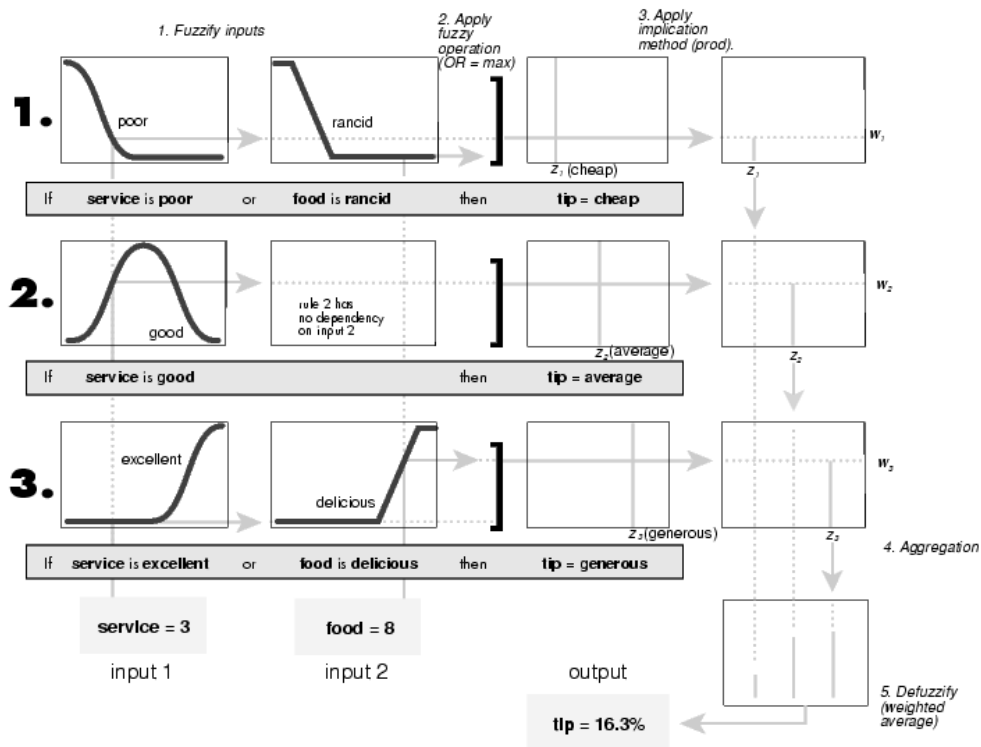 1. Fuzzify inputs
2. Apply
fuzzy
operation
(OR = max)
3. Apply
implication
method (prod).
1.
poor
rancid
z1 (cheap)
w1
z1
If service is poor or food is rancid then tip = cheap
2.
good
rule 2 has
no dependency
on input 2
z2 (average)
w2
z2
If service is good then tip = average
3.
excellent
delicious
z3 (generous)
w3
z3
If service is excellent or food is delicious then tip = generous
4. Aggregation
service = 3
food = 8
input 1
input 2
output
5. Defuzzify
(weighted
average)
tip = 16.3%